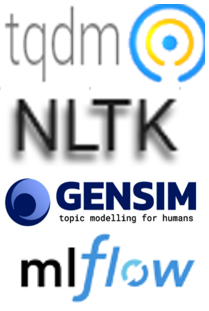 tqdm
NLTK
GENSIM
topic modelling for humans
mlflow